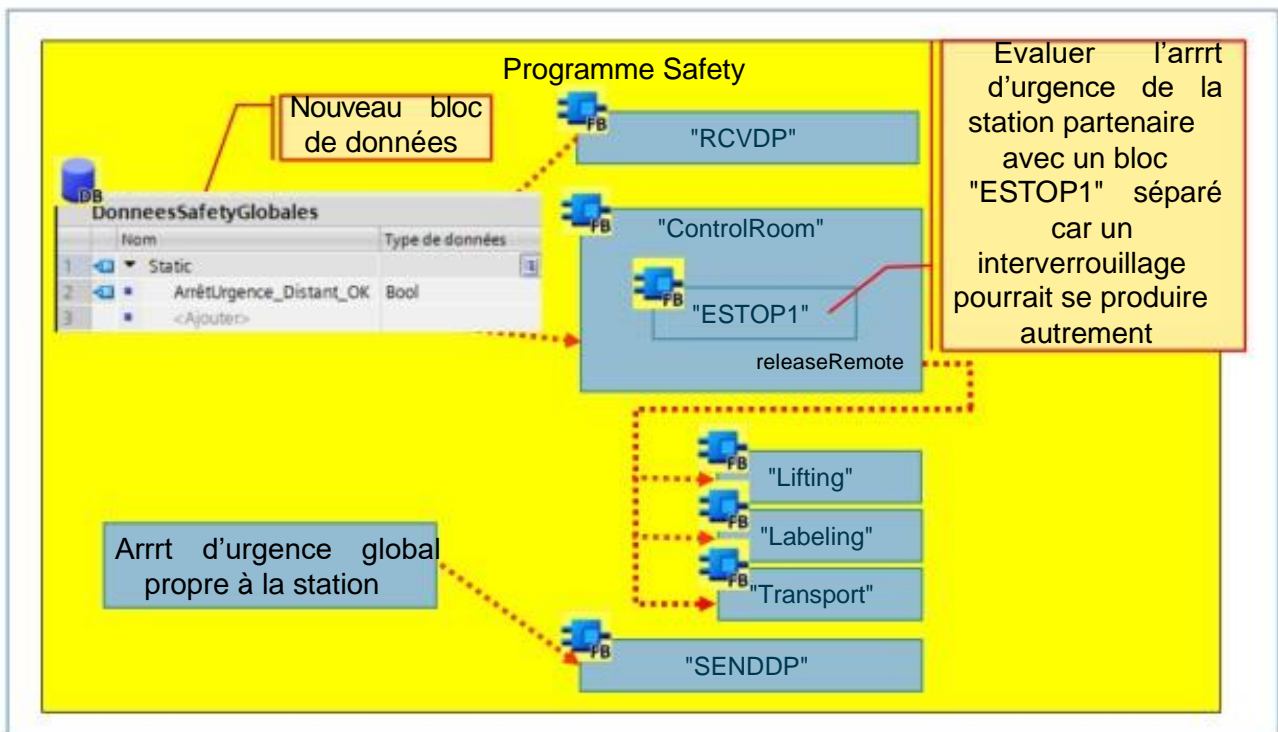 Programme Safety
Nouveau bloc
de données
Evaluer l'arrrt
d'urgence de la
station partenaire
avec un bloc
"ESTOP1" séparé
car un
interverrouillage
pourrait se produire
autrement
FB
"RCVDP"
DB
DonneesSafetyGlobales
Nom Type de données
1 Static
2 ArrêtUrgence_Distant_OK Bool
3 <Ajouter>
FB
"ControlRoom"
FB
"ESTOP1"
releaseRemote
FB
"Lifting"
FB
"Labeling"
FB
"Transport"
Arrrt d'urgence global
propre à la station
FB
"SENDDP"